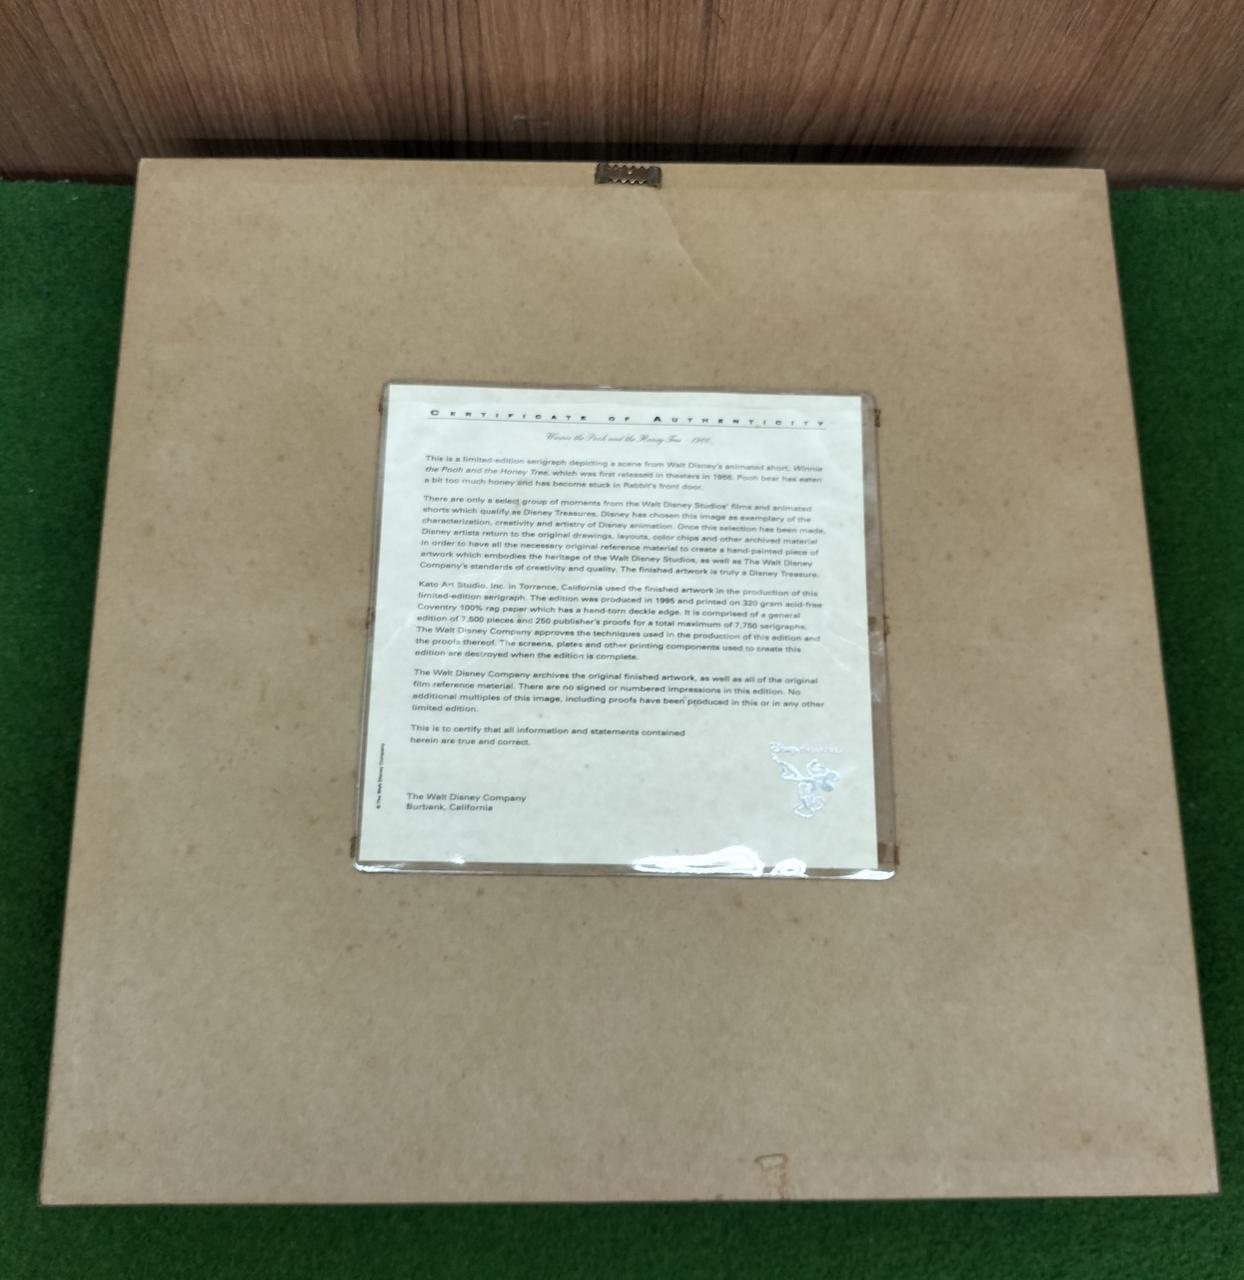 CERTIFICATE OF AUTHENTICITY
Winnie the Pooh and the Honey Tree - 1966
This is a limited-edition serigraph depicting a scene from Walt Disney's animated short, Winnie
the Pooh and the Honey Tree, which was first released in theaters in 1966. Pooh bear has eaten
a bit too much honey and has become stuck in Rabbit's front door.
There are only a select group of moments from the Walt Disney Studios' films and animated
shorts which qualify as Disney Treasures. Disney has chosen this image as exemplary of the
characterization, creativity and artistry of Disney animation. Once this selection has been made,
Disney artists return to the original drawings, layouts, color chips and other archived material
in order to have all the necessary original reference material to create a hand-painted piece of
artwork which embodies the heritage of the Walt Disney Studios, as well as The Walt Disney
Company's standards of creativity and quality. The finished artwork is truly a Disney Treasure.
Kato Art Studio, Inc. in Torrance, California used the finished artwork in the production of this
limited-edition serigraph. The edition was produced in 1995 and printed on 320 gram acid-free
Coventry 100% rag paper which has a hand-torn deckle edge. It is comprised of a general
edition of 7,500 pieces and 250 publisher's proofs for a total maximum of 7,750 serigraphs.
The Walt Disney Company approves the techniques used in the production of this edition and
the proofs thereof. The screens, plates and other printing components used to create this
edition are destroyed when the edition is complete.
The Walt Disney Company archives the original finished artwork, as well as all of the original
film reference material. There are no signed or numbered impressions in this edition. No
additional multiples of this image, including proofs have been produced in this or in any other
limited edition.
This is to certify that all information and statements contained
herein are true and correct.
© The Walt Disney Company
The Walt Disney Company
Burbank, California